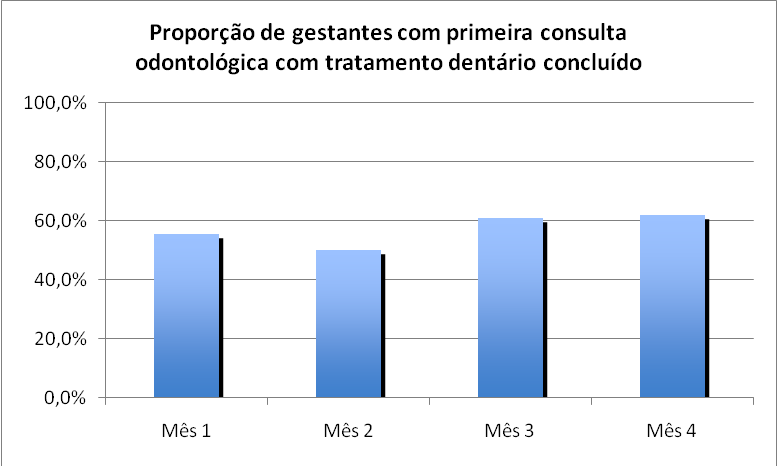 Proporção de gestantes com primeira consulta
odontológica com tratamento dentário concluído
100,0%
80,0%
60,0%
40,0%
20,0%
0,0%
Mês 1
Mês 2
Mês 3
Mês 4